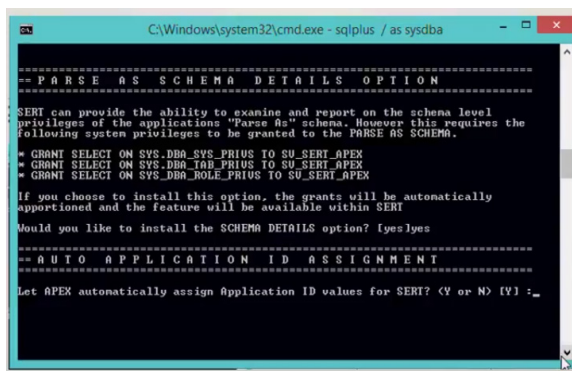 C:\Windows\system32\cmd.exe - sqlplus / as sysdba
== P A R S E   A S   S C H E M A   D E T A I L S   O P T I O N
SERT can provide the ability to examine and report on the schema level
privileges of the applications "Parse As" schema. However this requires the
following system privileges to be granted to the PARSE AS SCHEMA.
* GRANT SELECT ON SYS.DBA_SYS_PRIVS TO SV_SERT_APEX
* GRANT SELECT ON SYS.DBA_TAB_PRIVS TO SV_SERT_APEX
* GRANT SELECT ON SYS.DBA_ROLE_PRIVS TO SV_SERT_APEX
If you choose to install this option, the grants will be automatically
apportioned and the feature will be available within SERT
Would you like to install the SCHEMA DETAILS option? [yes]yes
== A U T O   A P P L I C A T I O N   I D   A S S I G N M E N T
Let APEX automatically assign Application ID values for SERT? (Y or N) [Y] :_